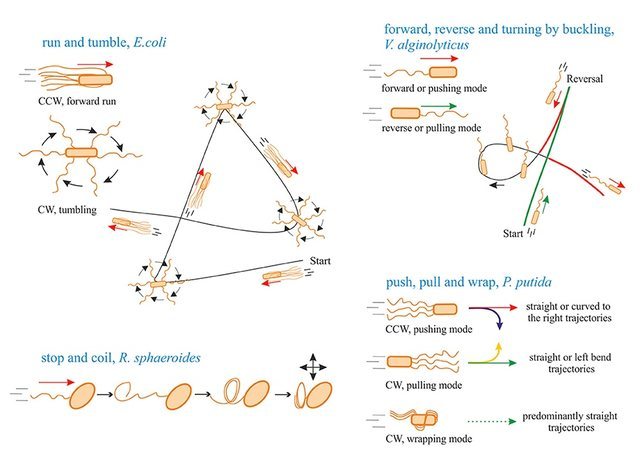 run and tumble, E.coli
CCW, forward run
CW, tumbling
Start
forward, reverse and turning by buckling,
V. alginolyticus
forward or pushing mode
reverse or pulling mode
Reversal
Start
push, pull and wrap, P. putida
CCW, pushing mode
straight or curved to
the right trajectories
CW, pulling mode
straight or left bend
trajectories
CW, wrapping mode
predominantly straight
trajectories
stop and coil, R. sphaeroides